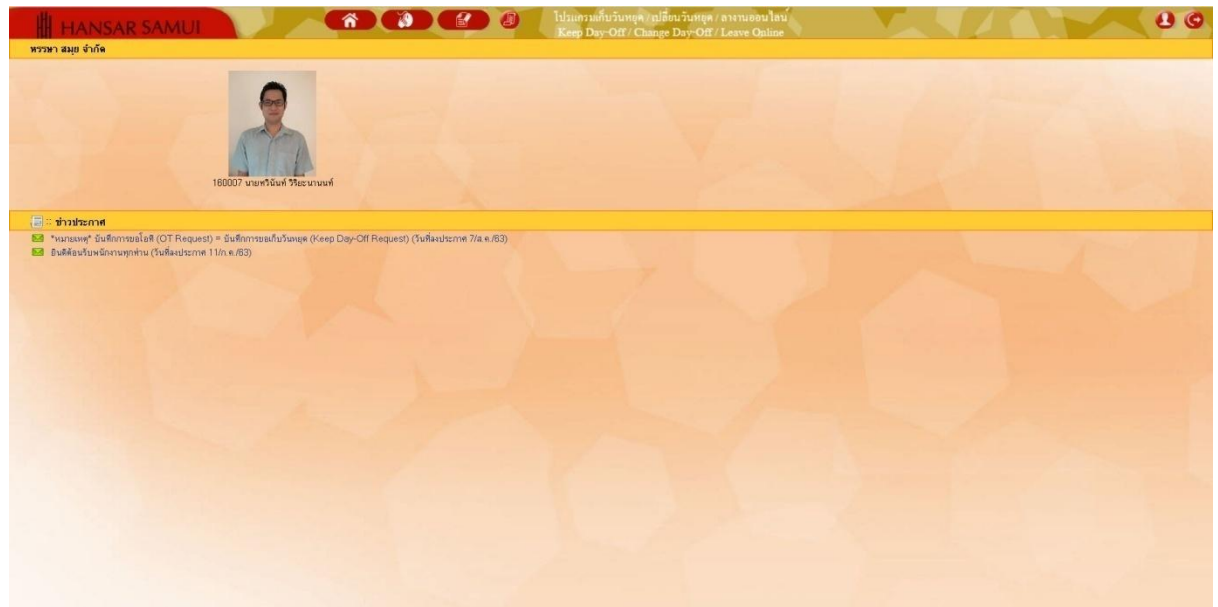 HANSAR SAMUI
โปรแกรมเก็บวันหยุด / เปลี่ยนวันหยุด / ลางานออนไลน์
Keep Day-Off / Change Day-Off / Leave Online
หรรษา สมุย จำกัด
160007 นายทวินันท์ วิริยะนานนท์
:: ข่าวประกาศ
*หมายเหตุ* บันทึกการขอโอที (OT Request) = บันทึกการขอเก็บวันหยุด (Keep Day-Off Request) (วันที่ลงประกาศ 7/ส.ค./63)
ยินดีต้อนรับพนักงานทุกท่าน (วันที่ลงประกาศ 11/ก.ค./63)